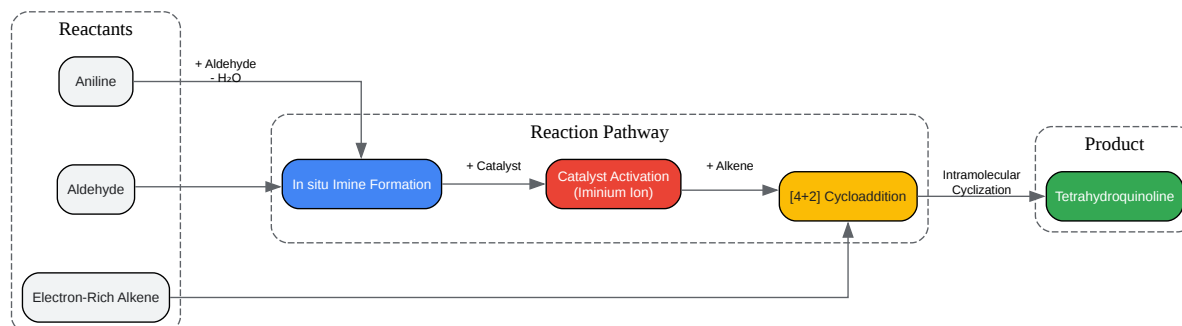 Reactants
Aniline
+ Aldehyde
- H₂O
Reaction Pathway
Product
Aldehyde
In situ Imine Formation
+ Catalyst
Catalyst Activation
(Iminium Ion)
+ Alkene
[4+2] Cycloaddition
Intramolecular
Cyclization
Tetrahydroquinoline
Electron-Rich Alkene